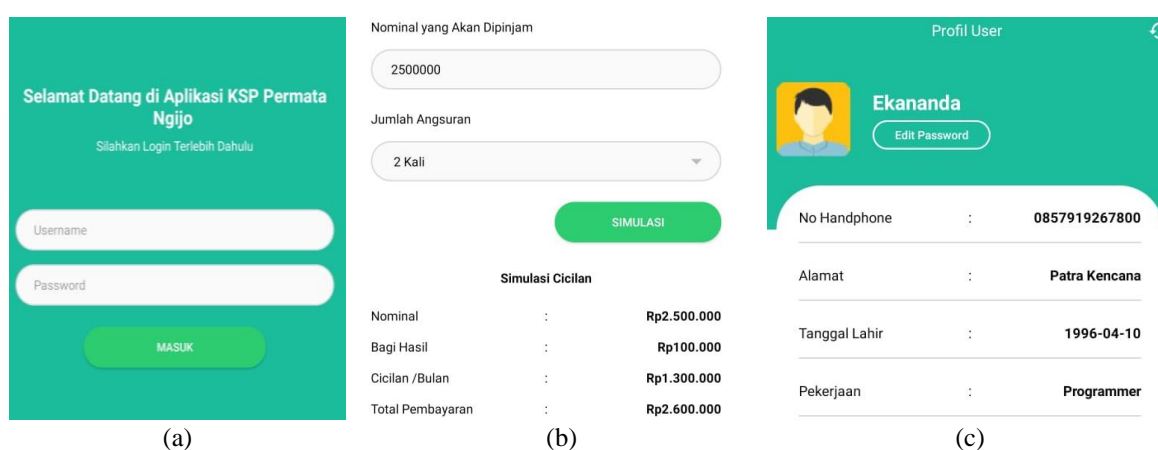 Selamat Datang di Aplikasi KSP Permata
Ngijo
Silahkan Login Terlebih Dahulu
Username
Password
MASUK
(a)
Nominal yang Akan Dipinjam
2500000
Jumlah Angsuran
2 Kali
SIMULASI
Simulasi Cicilan
Nominal : Rp2.500.000
Bagi Hasil : Rp100.000
Cicilan /Bulan : Rp1.300.000
Total Pembayaran : Rp2.600.000
(b)
Profil User
Ekananda
Edit Password
No Handphone : 0857919267800
Alamat : Patra Kencana
Tanggal Lahir : 1996-04-10
Pekerjaan : Programmer
(c)